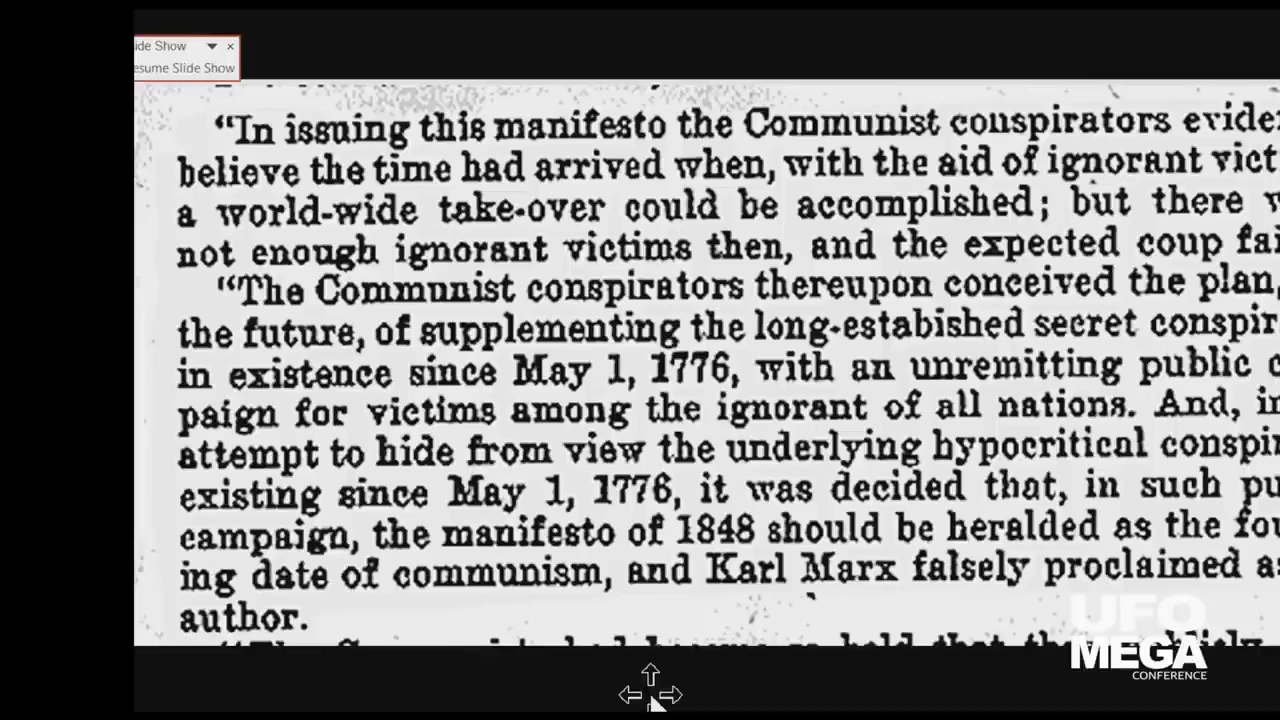 ide Show
esume Slide Show
“In issuing this manifesto the Communist conspirators evide
believe the time had arrived when, with the aid of ignorant vict
a world-wide take-over could be accomplished; but there w
not enough ignorant victims then, and the expected coup fai
“The Communist conspirators thereupon conceived the plan,
the future, of supplementing the long-estabished secret conspir
in existence since May 1, 1776, with an unremitting public c
paign for victims among the ignorant of all nations. And, in
attempt to hide from view the underlying hypocritical conspir
existing since May 1, 1776, it was decided that, in such pu
campaign, the manifesto of 1848 should be heralded as the fou
ing date of communism, and Karl Marx falsely proclaimed as
author.
UFO
MEGA
CONFERENCE